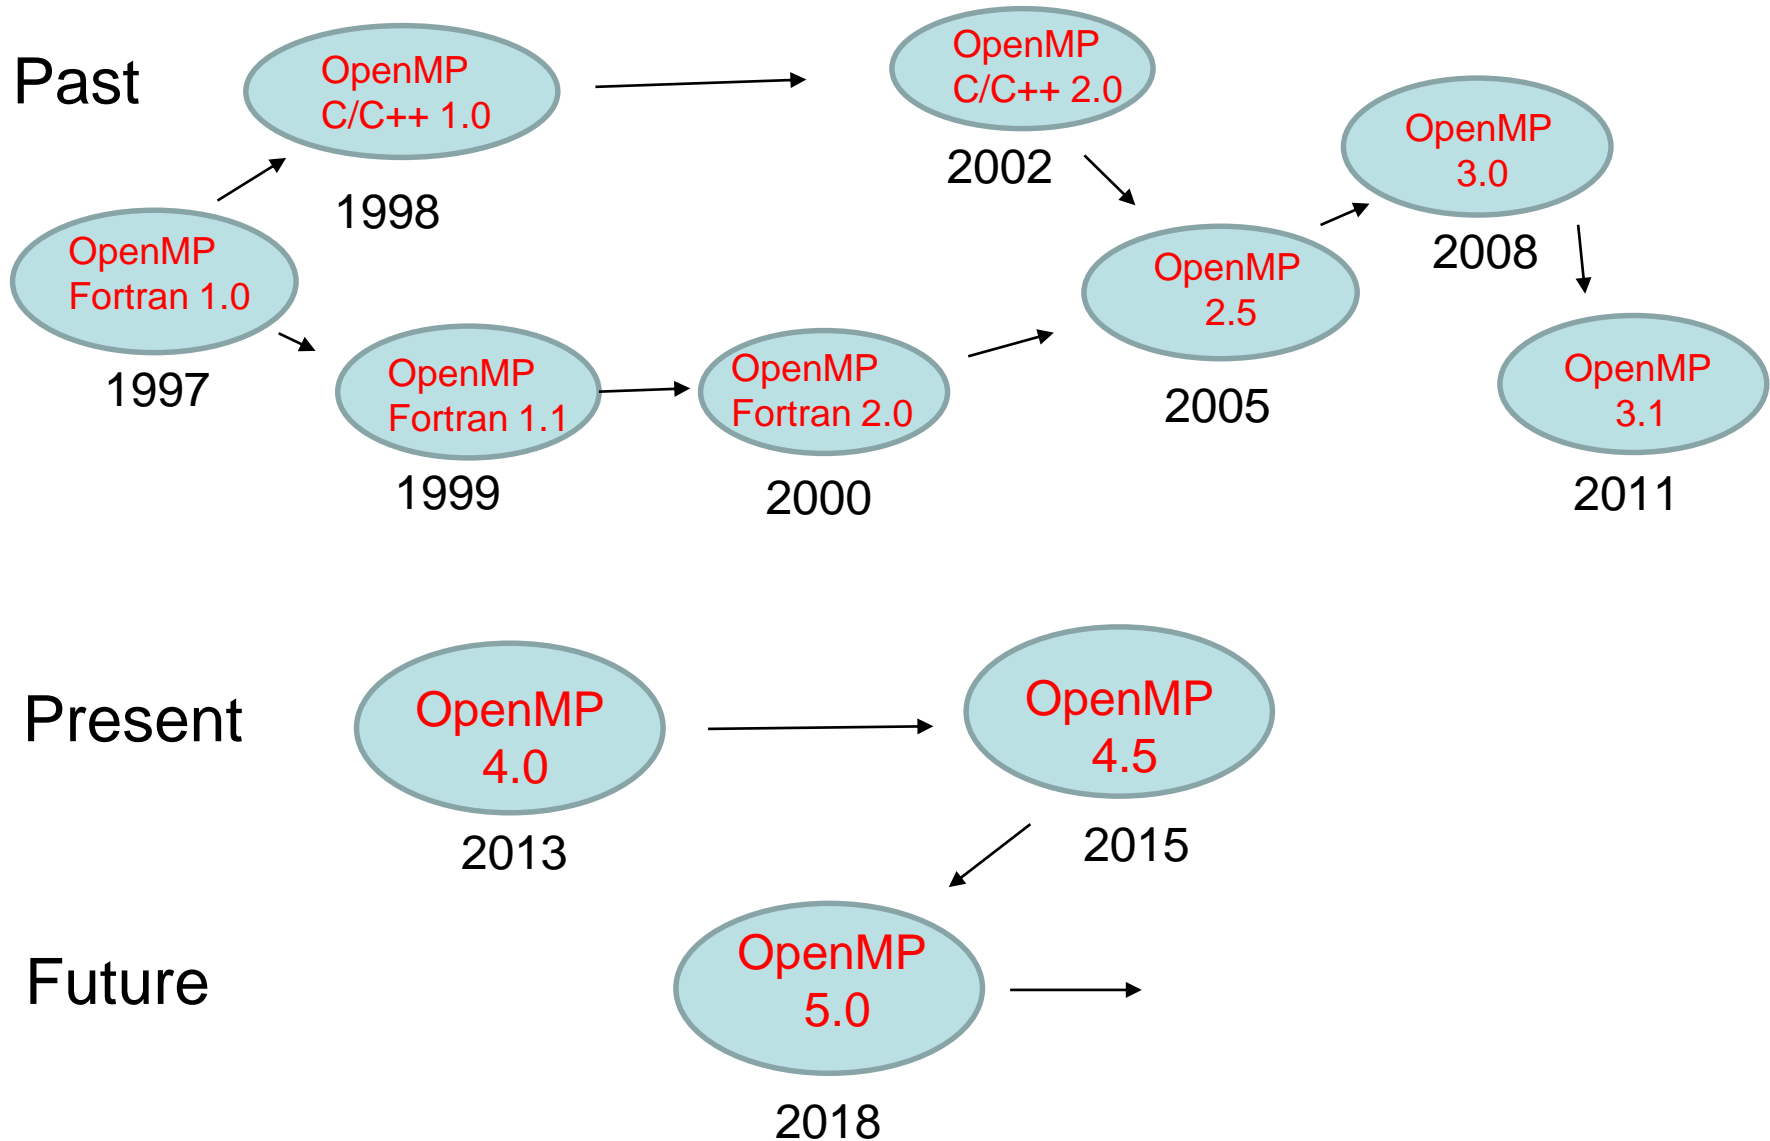 Past
OpenMP
C/C++ 1.0
1998
OpenMP
C/C++ 2.0
2002
OpenMP
3.0
2008
OpenMP
Fortran 1.0
1997
OpenMP
Fortran 1.1
1999
OpenMP
Fortran 2.0
2000
OpenMP
2.5
2005
OpenMP
3.1
2011
Present
OpenMP
4.0
2013
OpenMP
4.5
2015
Future
OpenMP
5.0
2018